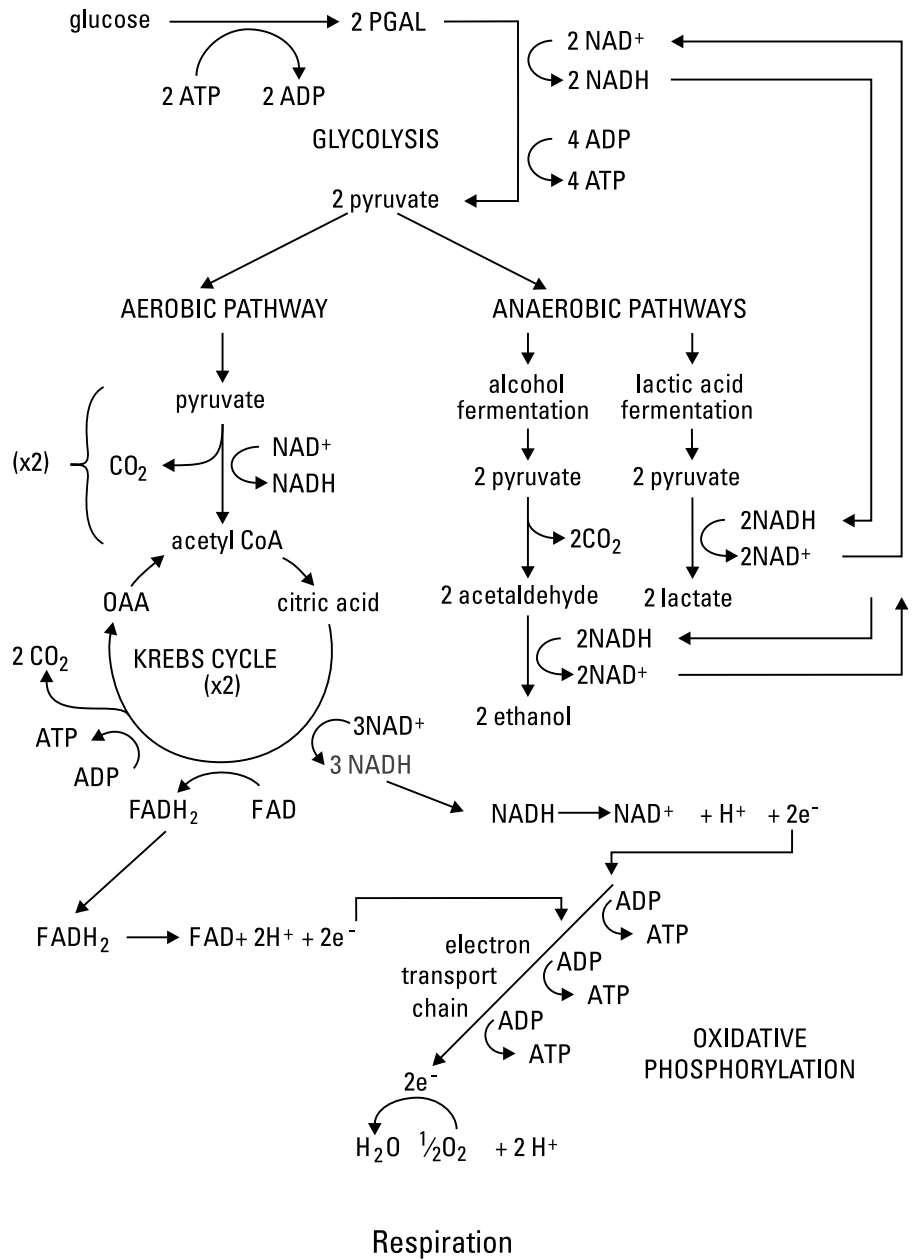 glucose 2 PGAL 2 NAD⁺
2 NADH
2 ATP 2 ADP
GLYCOLYSIS 4 ADP
4 ATP
2 pyruvate
AEROBIC PATHWAY ANAEROBIC PATHWAYS
alcohol
fermentation
lactic acid
fermentation
pyruvate
(x2) CO₂ NAD⁺
NADH
2 pyruvate 2 pyruvate
2NADH
2NAD⁺
acetyl CoA 2CO₂
OAA citric acid 2 acetaldehyde 2 lactate
2 CO₂ KREBS CYCLE
(x2)
2NADH
2NAD⁺
2 ethanol
ATP
ADP
3NAD⁺
3 NADH
FADH₂ FAD NADH NAD⁺ + H⁺ + 2e⁻
FADH₂ FAD+ 2H⁺ + 2e⁻
electron
transport
chain
ADP
ATP
ADP
ATP
ADP
ATP
OXIDATIVE
PHOSPHORYLATION
2e⁻
H₂O ½O₂ + 2 H⁺
Respiration